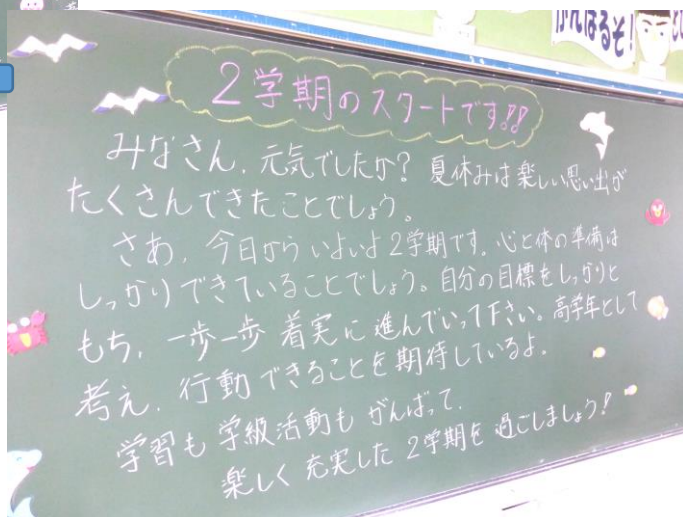 がんばるぞ!
2学期のスタートです!!
みなさん、元気でしたか? 夏休みは楽しい思い出が
たくさんできたことでしょう。
さあ、今日からいよいよ2学期です。心と体の準備は
しっかりできていることでしょう。自分の目標をしっかりと
もち、一歩一歩 着実に進んでいって下さい。高学年として
考え、行動できることを期待しているよ。
学習も学級活動も がんばって、
楽しく充実した 2学期を過ごしましょう!